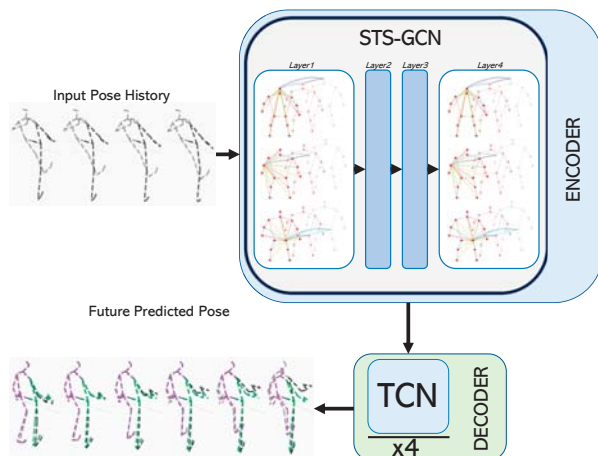 STS-GCN
Layer1
Layer2
Layer3
Layer4
Input Pose History
ENCODER
Future Predicted Pose
TCN
x4
DECODER